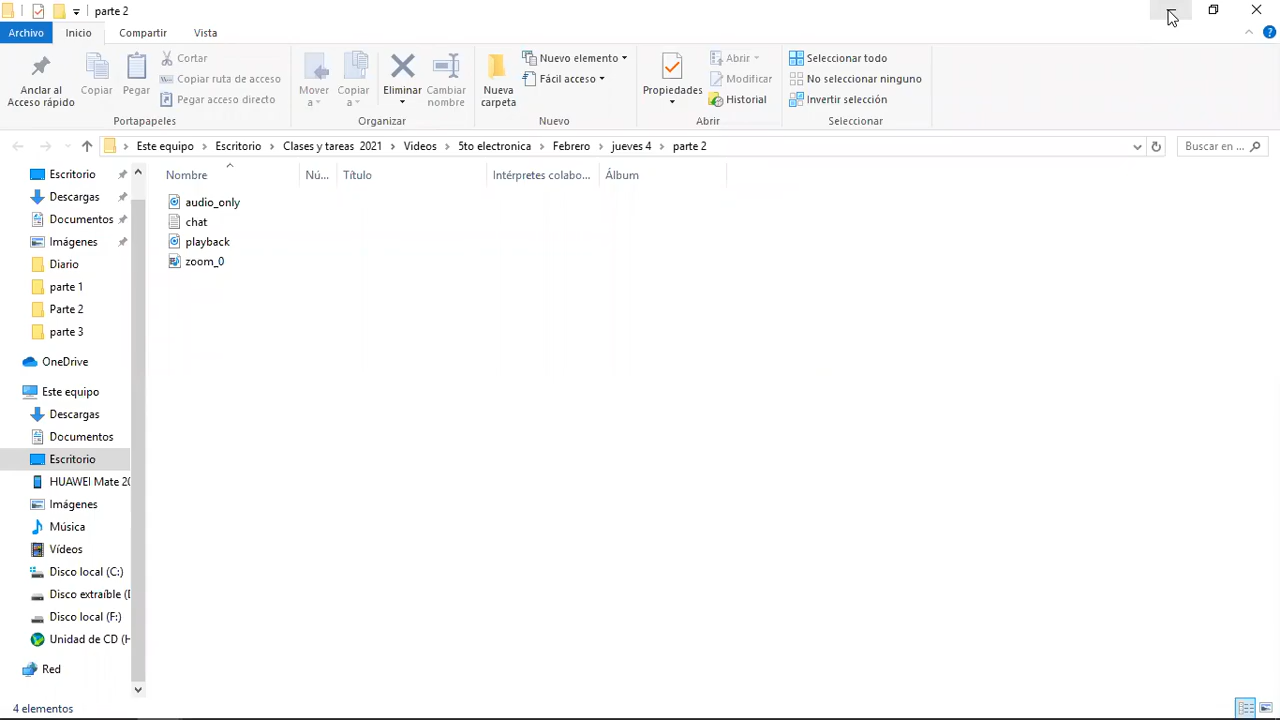 parte 2
Archivo Inicio Compartir Vista
Anclar al Acceso rápido
Copiar
Pegar
Cortar
Copiar ruta de acceso
Pegar acceso directo
Portapapeles
Mover a
Copiar a
Eliminar
Cambiar nombre
Organizar
Nueva carpeta
Nuevo elemento
Fácil acceso
Nuevo
Propiedades
Abrir
Modificar
Historial
Abrir
Seleccionar todo
No seleccionar ninguno
Invertir selección
Seleccionar
Este equipo > Escritorio > Clases y tareas 2021 > Videos > 5to electronica > Febrero > jueves 4 > parte 2
Buscar en ...
Nombre Nú... Título Intérpretes colabo... Álbum
audio_only
chat
playback
zoom_0
Escritorio
Descargas
Documentos
Imágenes
Diario
parte 1
Parte 2
parte 3
OneDrive
Este equipo
Descargas
Documentos
Escritorio
HUAWEI Mate 20
Imágenes
Música
Vídeos
Disco local (C:)
Disco extraíble (D
Disco local (F:)
Unidad de CD (H
Red
4 elementos